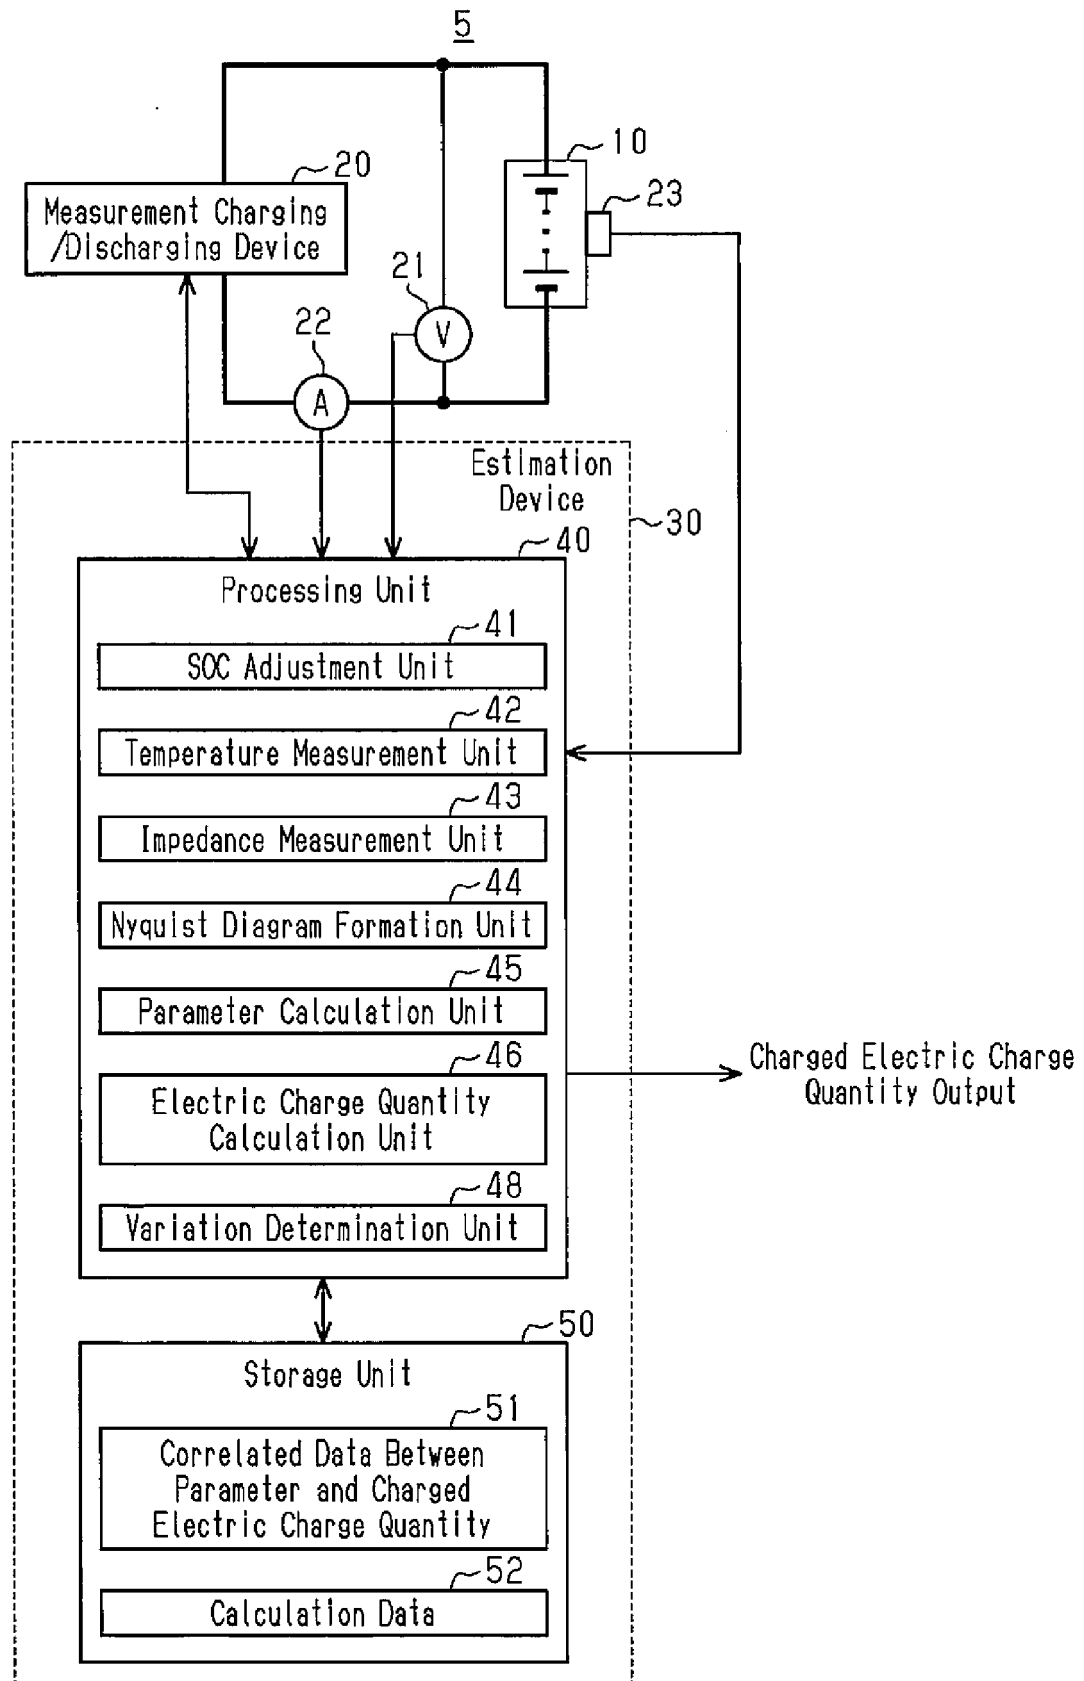 5
10
20
23
Measurement Charging
/Discharging Device
21
V
22
A
Estimation
Device
30
40
Processing Unit
41
SOC Adjustment Unit
42
Temperature Measurement Unit
43
Impedance Measurement Unit
44
Nyquist Diagram Formation Unit
45
Parameter Calculation Unit
46
Electric Charge Quantity
Calculation Unit
Charged Electric Charge
Quantity Output
48
Variation Determination Unit
50
Storage Unit
51
Correlated Data Between
Parameter and Charged
Electric Charge Quantity
52
Calculation Data